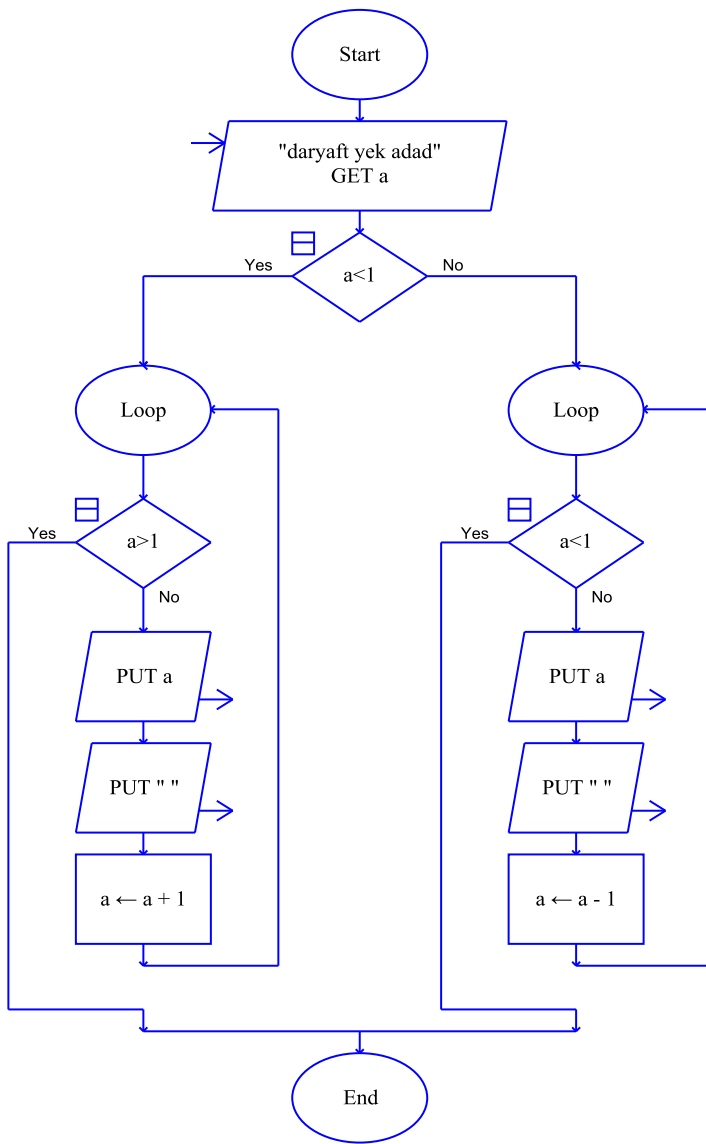 Start
"daryaft yek adad"
GET a
Yes
a<1
No
Loop
Yes
a>1
No
PUT a
PUT " "
a ← a + 1
Loop
Yes
a<1
No
PUT a
PUT " "
a ← a - 1
End